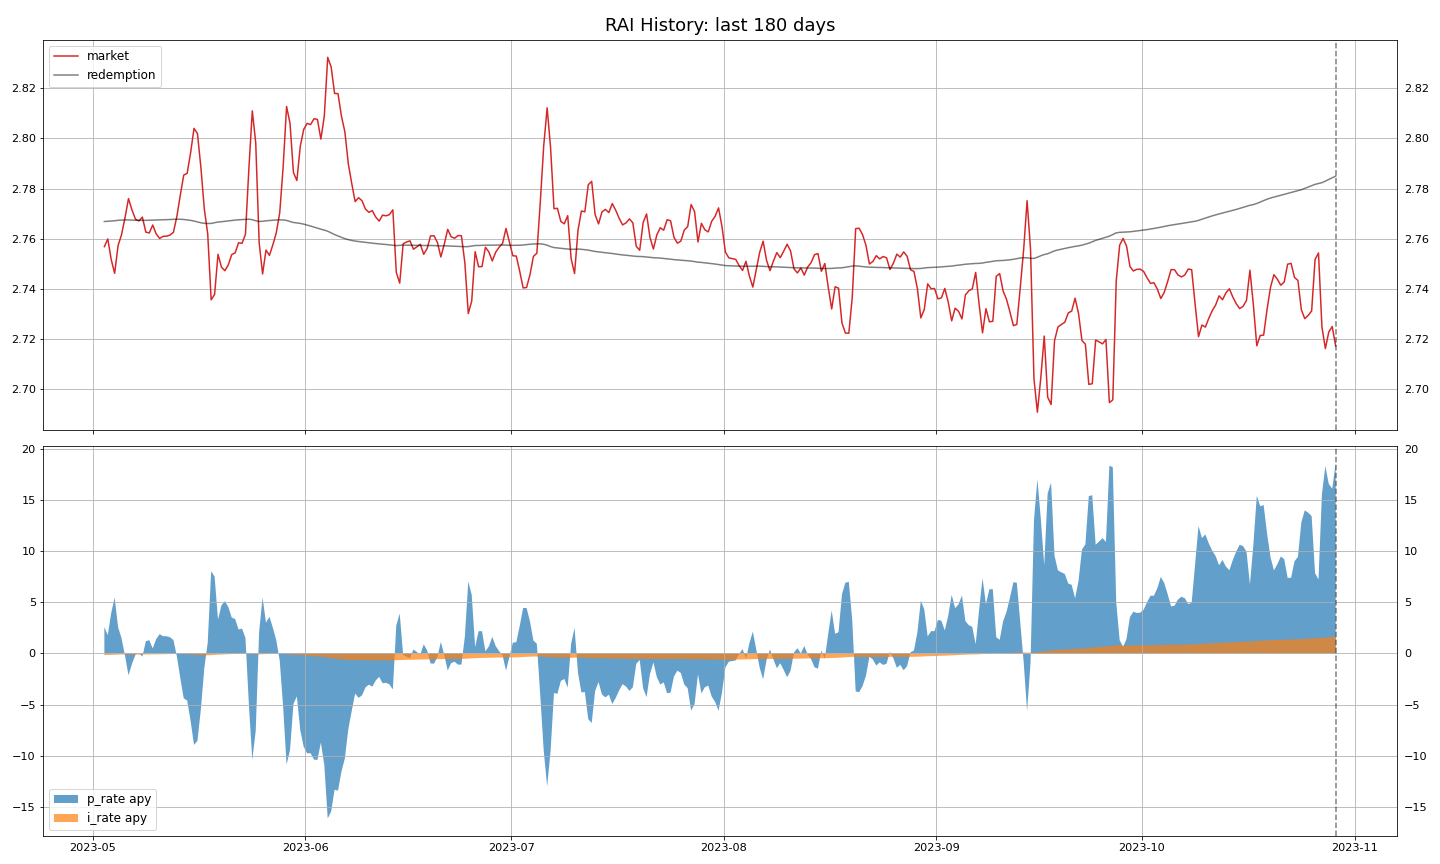 RAI History: last 180 days
market
redemption
2.82 2.82
2.80 2.80
2.78 2.78
2.76 2.76
2.74 2.74
2.72 2.72
2.70 2.70
20 20
15 15
10 10
5 5
0 0
−5 −5
−10 −10
−15 −15
p_rate apy
i_rate apy
2023-05 2023-06 2023-07 2023-08 2023-09 2023-10 2023-11